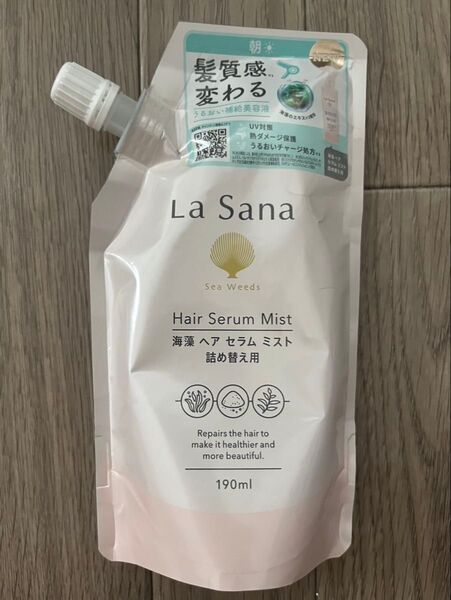 朝
NEW
髪質感
変わる
うるおい補給美容液
UV対策
熱ダメージ保護
うるおいチャージ処方
La Sana
Sea Weeds
Hair Serum Mist
海藻 ヘア セラム ミスト
詰め替え用
Repairs the hair to
make it healthier and
more beautiful.
190ml